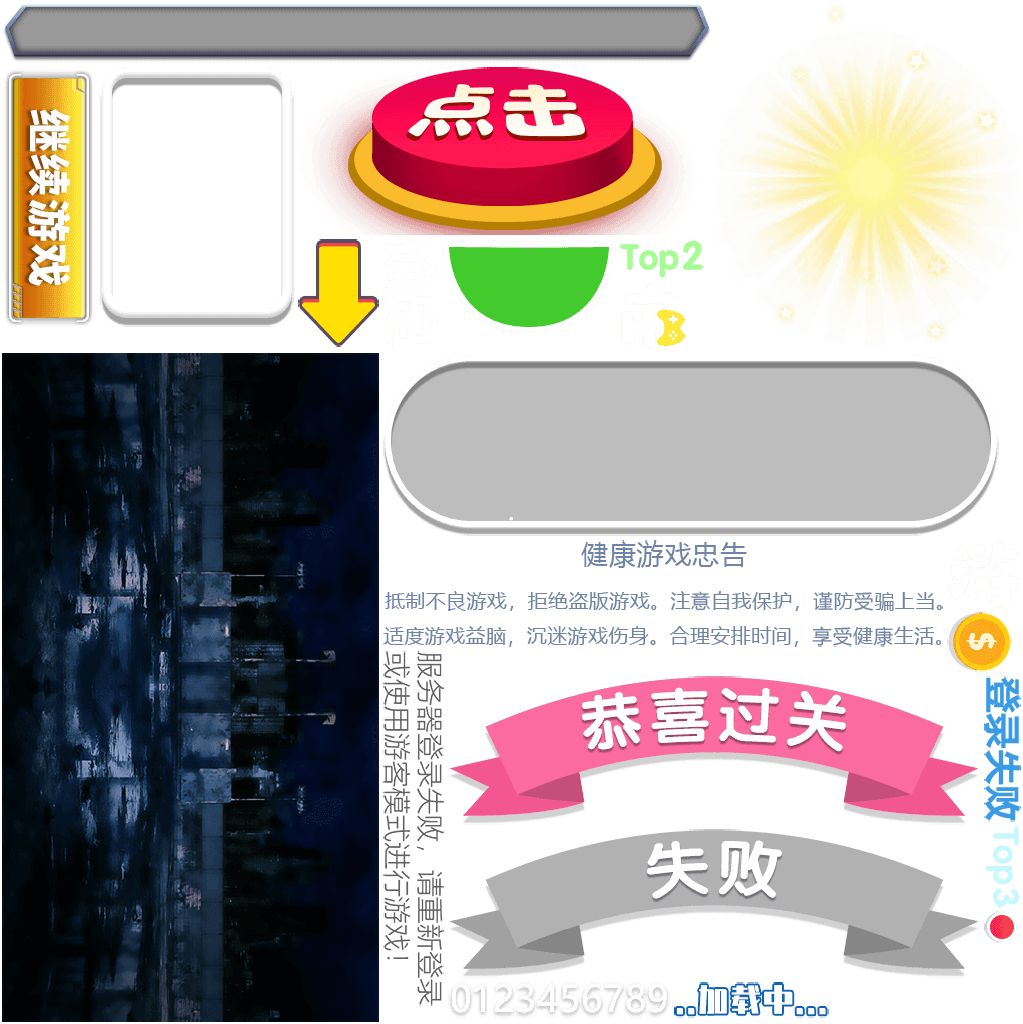 点击
继续游戏
Top2
健康游戏忠告
抵制不良游戏，拒绝盗版游戏。注意自我保护，谨防受骗上当。
适度游戏益脑，沉迷游戏伤身。合理安排时间，享受健康生活。
服务器登录失败，请重新登录
或使用游客模式进行游戏！
恭喜过关
登录失败
Top3
失败
0123456789
..加载中...